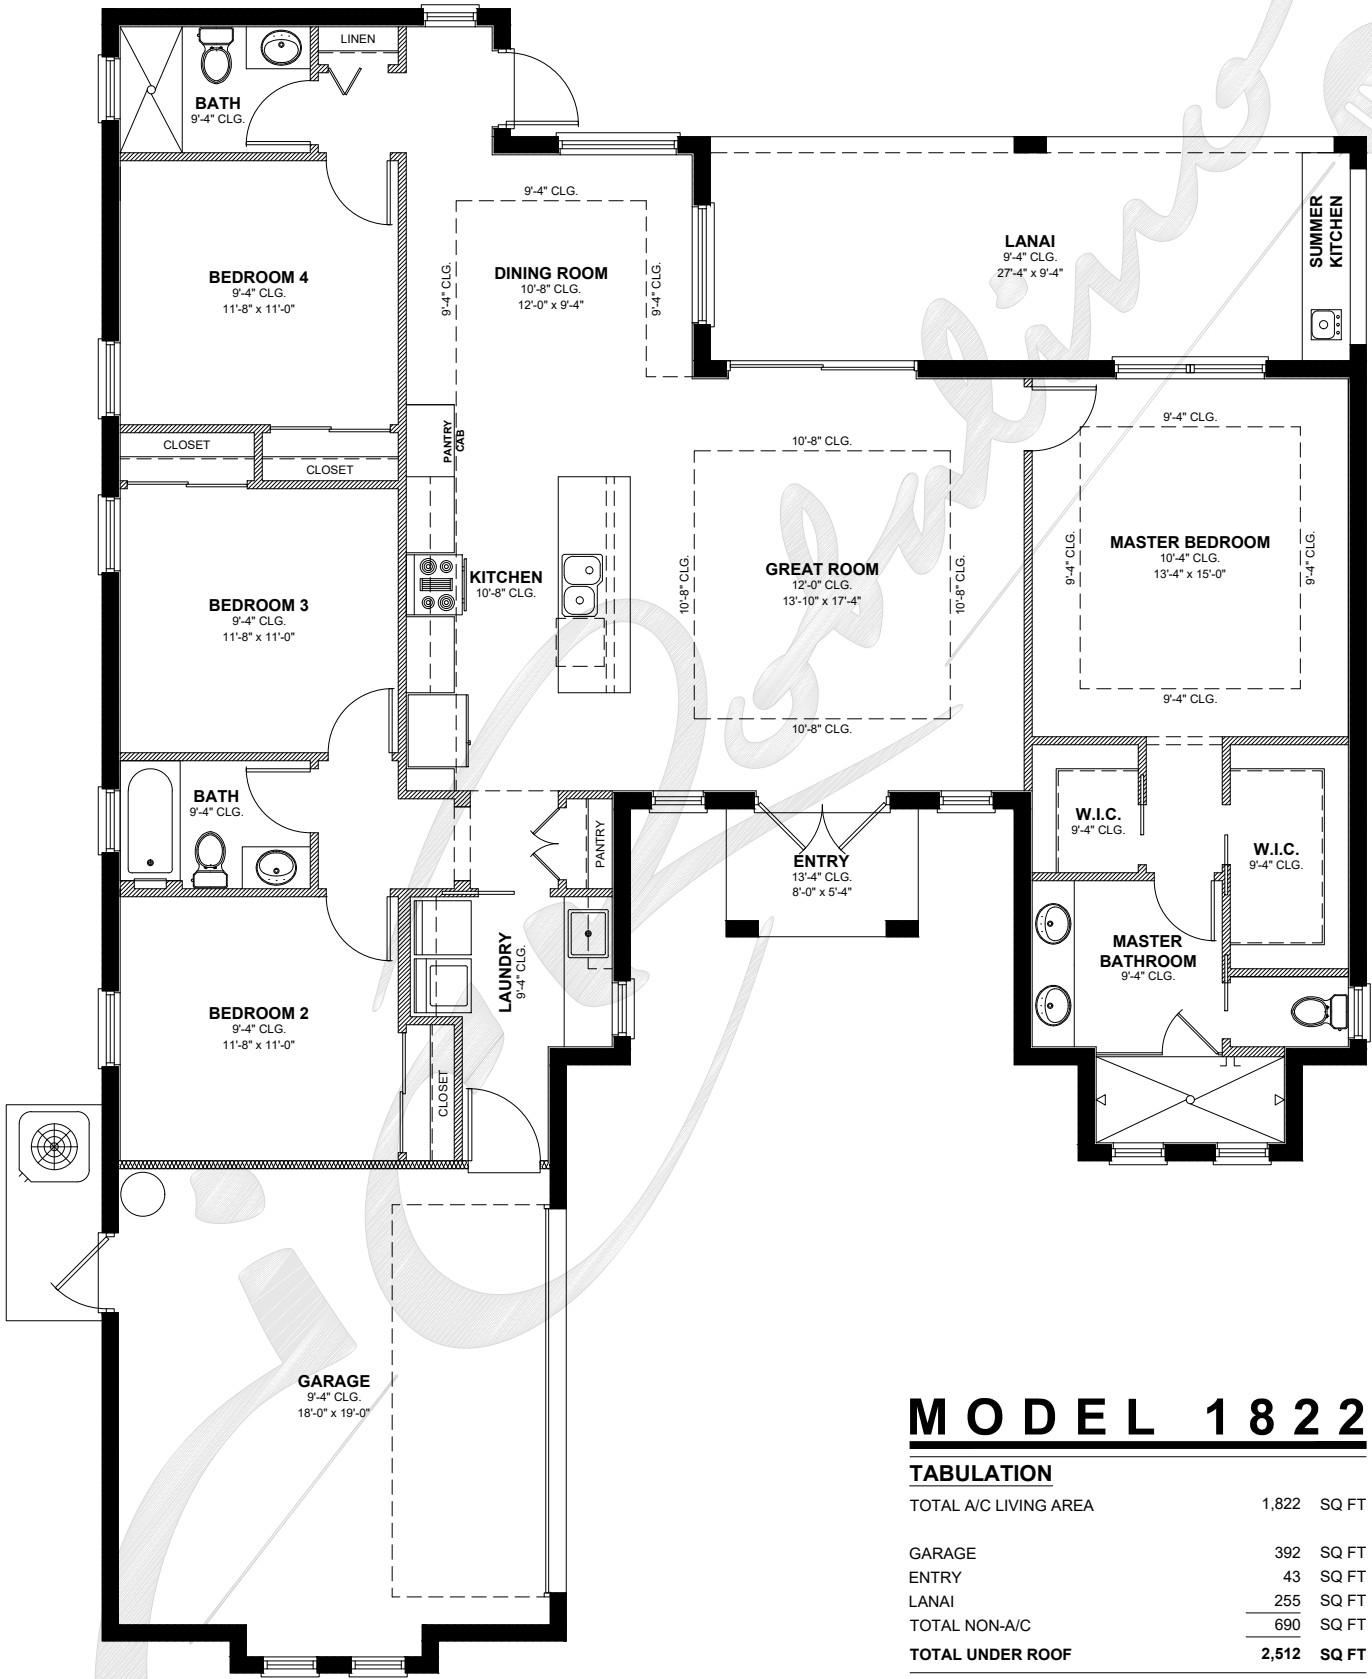 LINEN
BATH
9'-4" CLG.
9'-4" CLG.
BEDROOM 4
9'-4" CLG.
11'-8" x 11'-0"
9'-4" CLG.
DINING ROOM
10'-8" CLG.
12'-0" x 9'-4"
9'-4" CLG.
LANAI
9'-4" CLG.
27'-4" x 9'-4"
SUMMER
KITCHEN
CLOSET
CLOSET
PANTRY
CAB
10'-8" CLG.
9'-4" CLG.
KITCHEN
10'-8" CLG.
10'-8" CLG.
GREAT ROOM
12'-0" CLG.
13'-10" x 17'-4"
10'-8" CLG.
10'-8" CLG.
9'-4" CLG.
MASTER BEDROOM
10'-4" CLG.
13'-4" x 15'-0"
9'-4" CLG.
9'-4" CLG.
BEDROOM 3
9'-4" CLG.
11'-8" x 11'-0"
BATH
9'-4" CLG.
PANTRY
ENTRY
13'-4" CLG.
8'-0" x 5'-4"
W.I.C.
9'-4" CLG.
W.I.C.
9'-4" CLG.
MASTER
BATHROOM
9'-4" CLG.
LAUNDRY
9'-4" CLG.
BEDROOM 2
9'-4" CLG.
11'-8" x 11'-0"
CLOSET
GARAGE
9'-4" CLG.
18'-0" x 19'-0"
MODEL 1822
TABULATION
TOTAL A/C LIVING AREA 1,822 SQ FT
GARAGE 392 SQ FT
ENTRY 43 SQ FT
LANAI 255 SQ FT
TOTAL NON-A/C 690 SQ FT
TOTAL UNDER ROOF 2,512 SQ FT